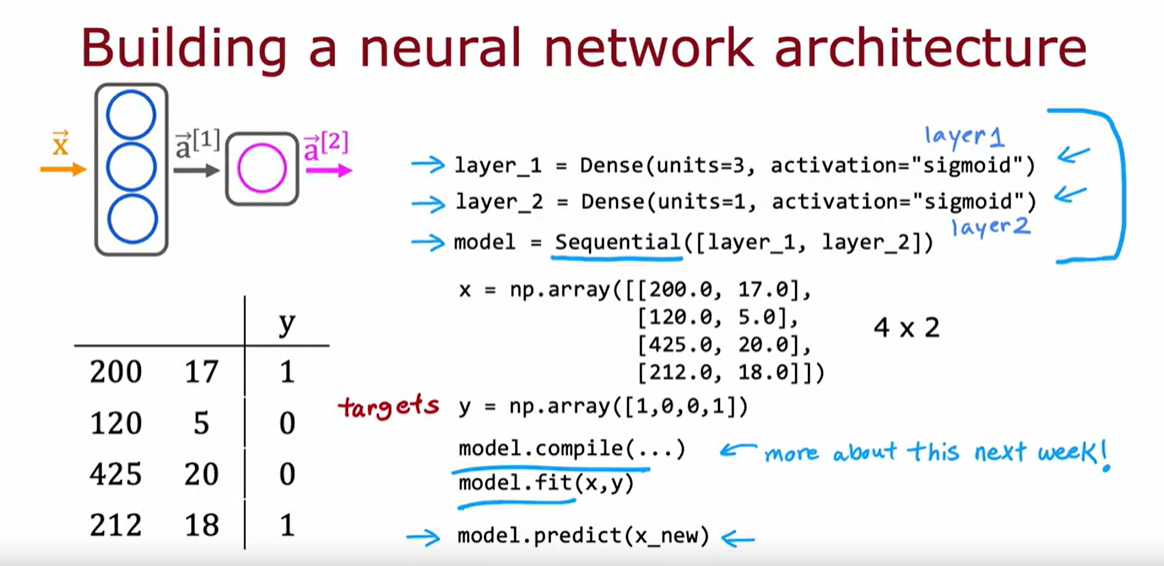 Building a neural network architecture
x⃗
a⃗[1]
a⃗[2]
layer1
layer_1 = Dense(units=3, activation="sigmoid")
layer_2 = Dense(units=1, activation="sigmoid")
layer2
model = Sequential([layer_1, layer_2])
x = np.array([[200.0, 17.0],
[120.0, 5.0],
[425.0, 20.0],
[212.0, 18.0]])
4 x 2
targets y = np.array([1,0,0,1])
model.compile(...) more about this next week!
model.fit(x,y)
model.predict(x_new)
y
200 17 1
120 5 0
425 20 0
212 18 1